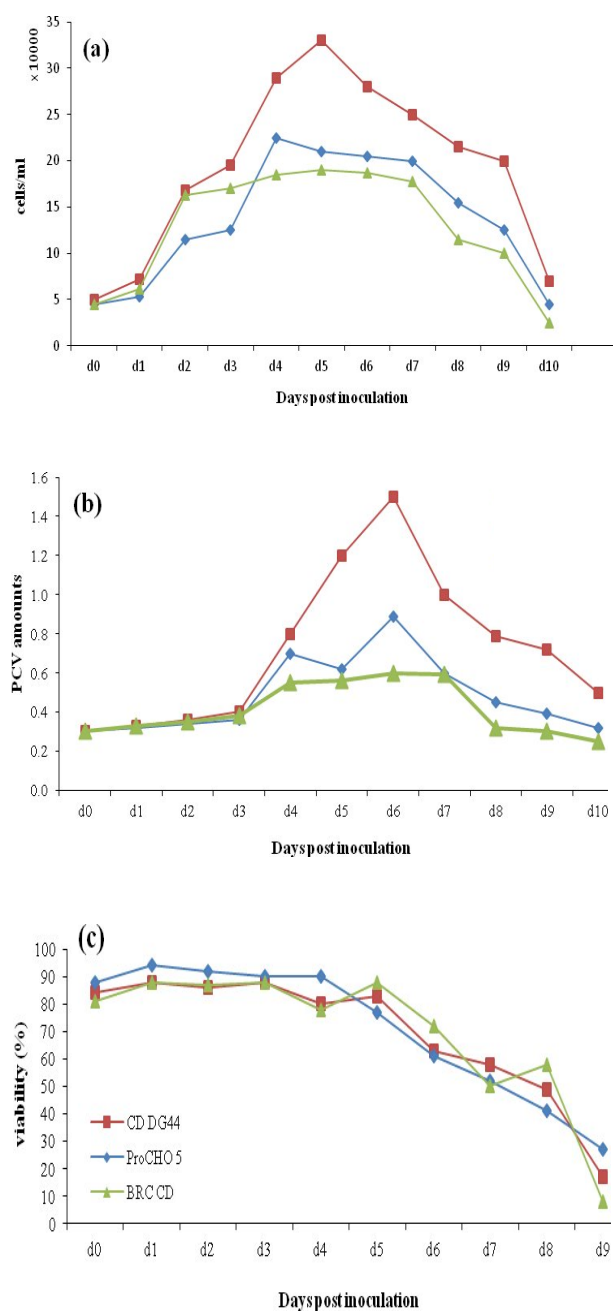 (a)
× 10000
35
30
25
20
15
10
5
0
cells/ml
d0 d1 d2 d3 d4 d5 d6 d7 d8 d9 d10
Days post inoculation
(b)
1.6
1.4
1.2
1.0
0.8
0.6
0.4
0.2
0.0
PCV amounts
d0 d1 d2 d3 d4 d5 d6 d7 d8 d9 d10
Days post inoculation
(c)
100
90
80
70
60
50
40
30
20
10
0
viability (%)
CD DG44
ProCHO 5
BRC CD
d0 d1 d2 d3 d4 d5 d6 d7 d8 d9
Days post inoculation